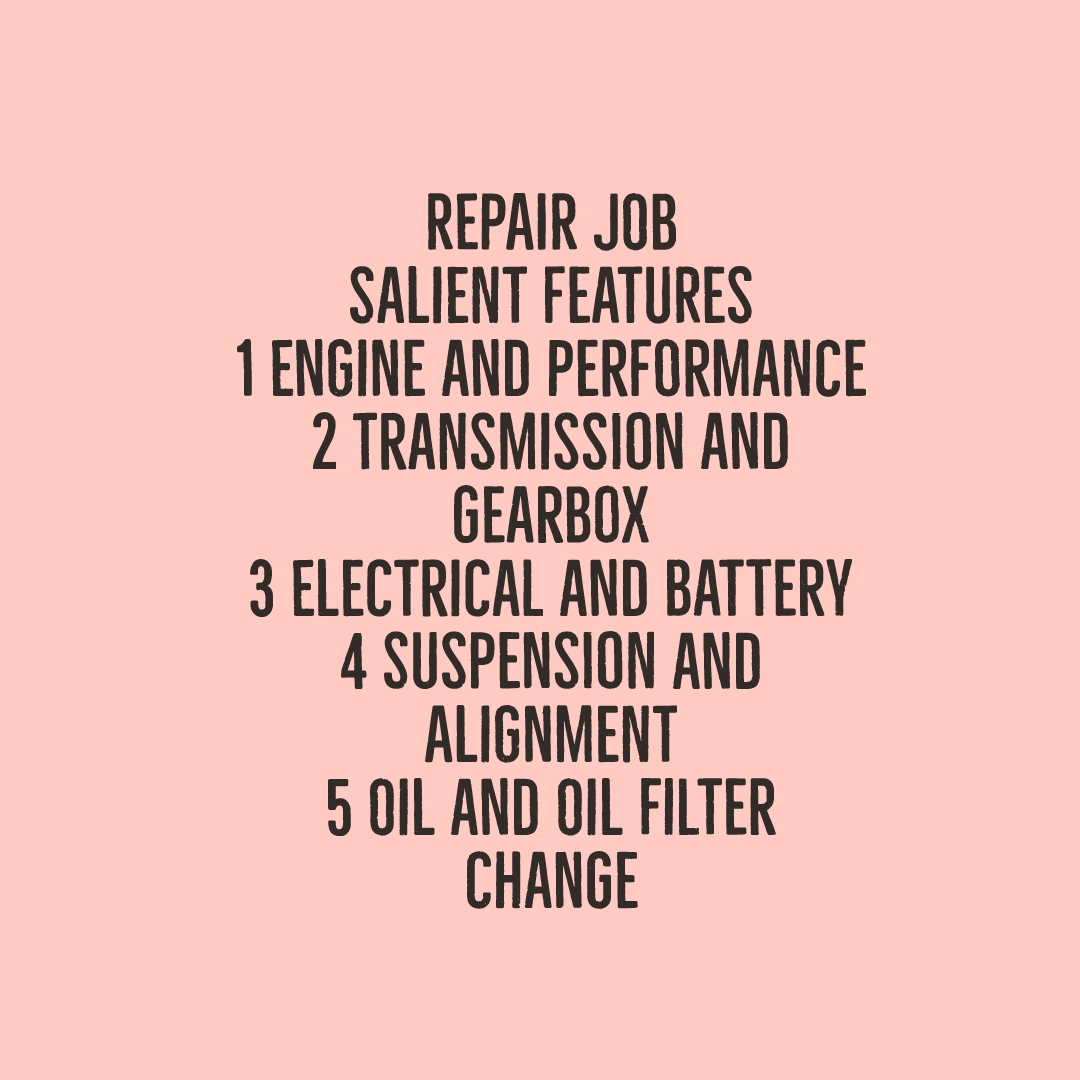 REPAIR JOB
SALIENT FEATURES
1 ENGINE AND PERFORMANCE
2 TRANSMISSION AND
GEARBOX
3 ELECTRICAL AND BATTERY
4 SUSPENSION AND
ALIGNMENT
5 OIL AND OIL FILTER
CHANGE